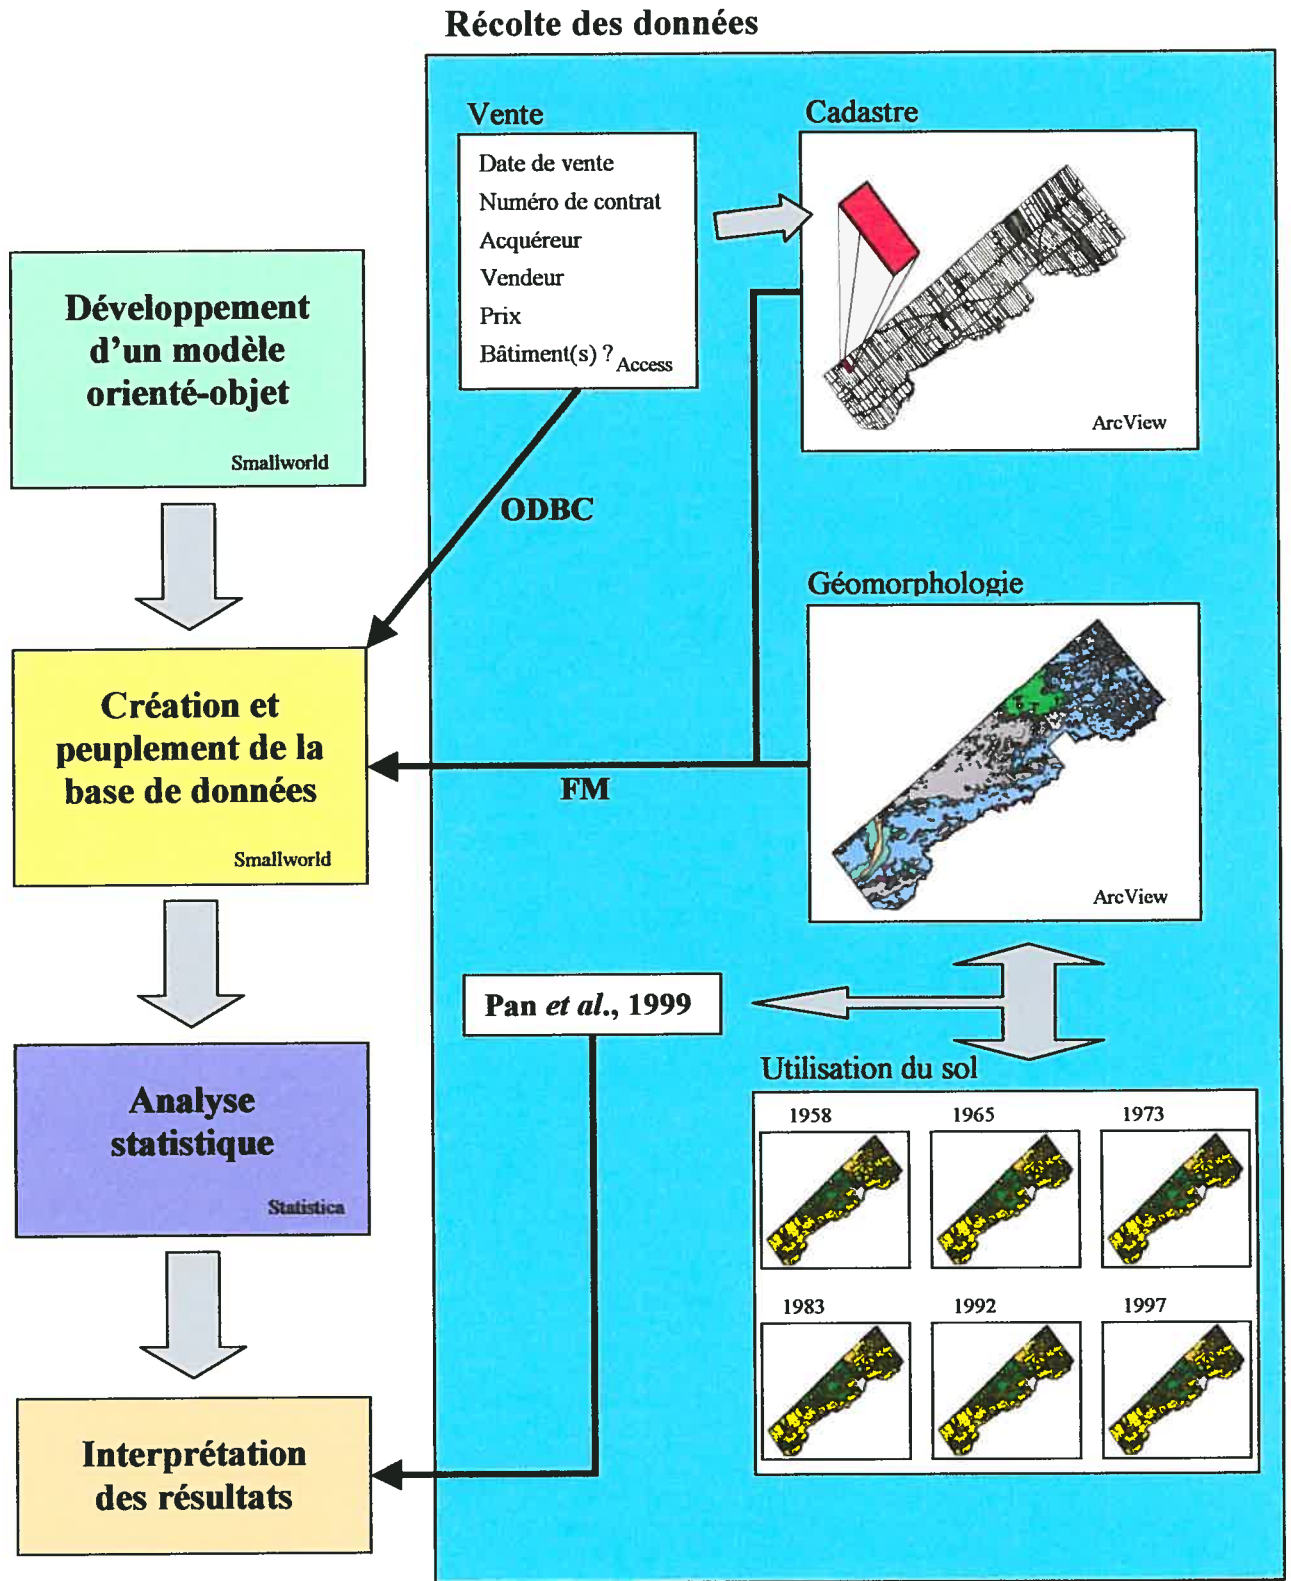 Récolte des données
Vente
Date de vente
Numéro de contrat
Acquéreur
Vendeur
Prix
Bâtiment(s) ?
Access
Cadastre
ArcView
Développement
d'un modèle
orienté-objet
Smallworld
ODBC
Géomorphologie
ArcView
Création et
peuplement de la
base de données
Smallworld
FM
Pan et al., 1999
Utilisation du sol
1958 1965 1973
1983 1992 1997
Analyse
statistique
Statistica
Interprétation
des résultats